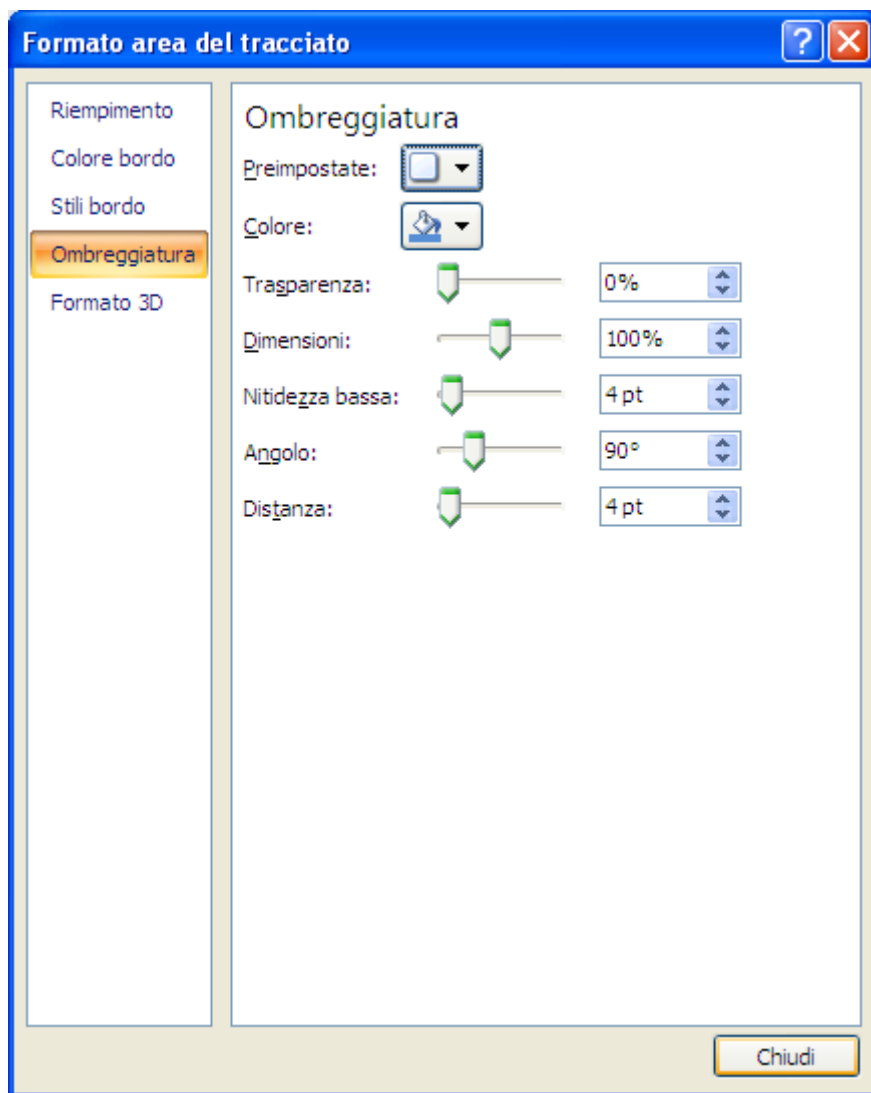 Formato area del tracciato
Riempimento
Colore bordo
Stili bordo
Ombreggiatura
Formato 3D
Ombreggiatura
Preimpostate:
Colore:
Trasparenza: 0%
Dimensioni: 100%
Nitidezza bassa: 4 pt
Angolo: 90°
Distanza: 4 pt
Chiudi